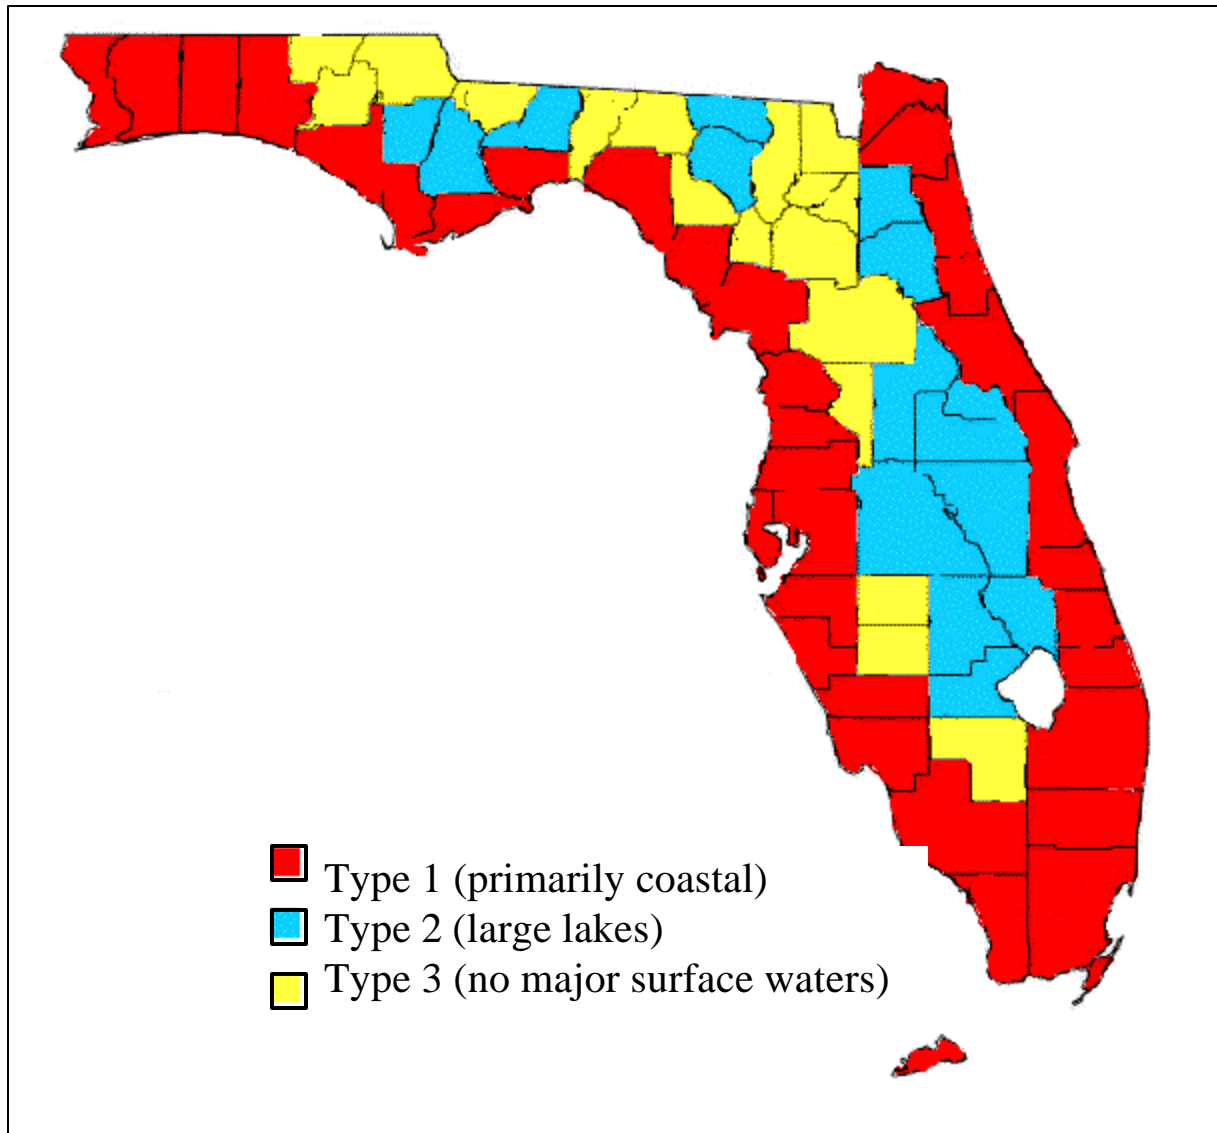 Type 1 (primarily coastal)
Type 2 (large lakes)
Type 3 (no major surface waters)